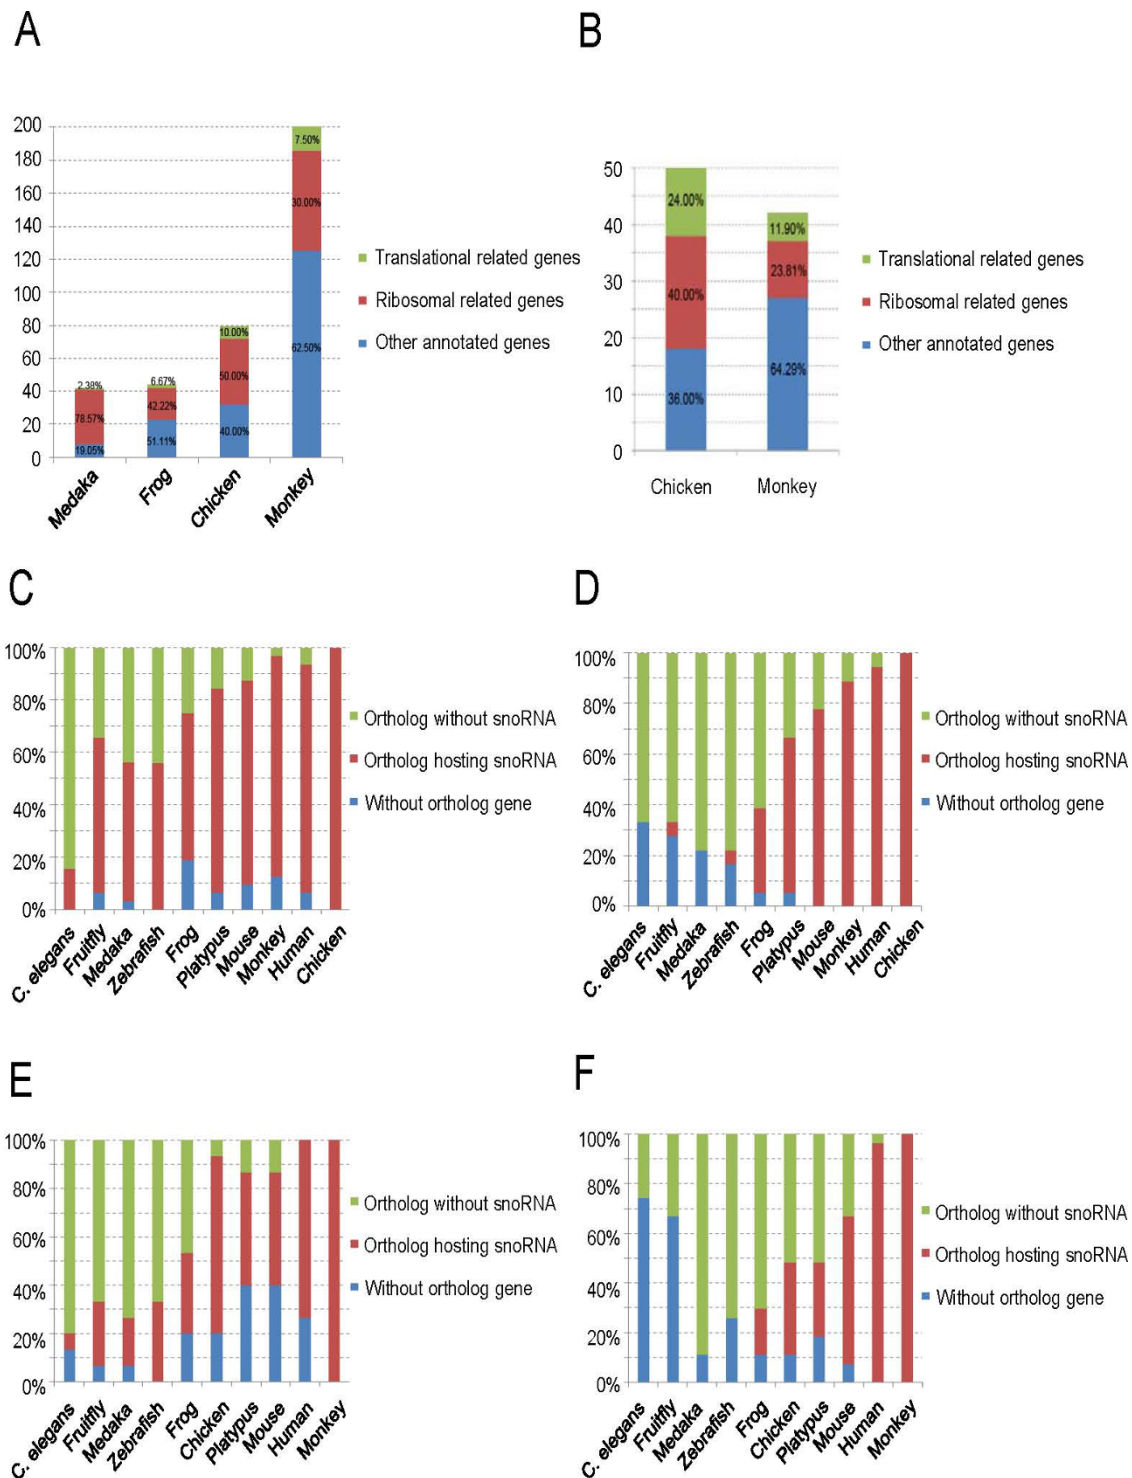 A
200
180
160
140
120
100
80
60
40
20
0
7.50%
30.00%
62.50%
10.00%
50.00%
40.00%
6.67%
42.22%
51.11%
2.38%
78.57%
19.05%
Medaka
Frog
Chicken
Monkey
Translational related genes
Ribosomal related genes
Other annotated genes
B
50
40
30
20
10
0
24.00%
40.00%
36.00%
11.90%
23.81%
64.29%
Chicken
Monkey
Translational related genes
Ribosomal related genes
Other annotated genes
C
100%
80%
60%
40%
20%
0%
C. elegans
Fruitfly
Medaka
Zebrafish
Frog
Platypus
Mouse
Monkey
Human
Chicken
Ortholog without snoRNA
Ortholog hosting snoRNA
Without ortholog gene
D
100%
80%
60%
40%
20%
0%
C. elegans
Fruitfly
Medaka
Zebrafish
Frog
Platypus
Mouse
Monkey
Human
Chicken
Ortholog without snoRNA
Ortholog hosting snoRNA
Without ortholog gene
E
100%
80%
60%
40%
20%
0%
C. elegans
Fruitfly
Medaka
Zebrafish
Frog
Chicken
Platypus
Mouse
Human
Monkey
Ortholog without snoRNA
Ortholog hosting snoRNA
Without ortholog gene
F
100%
80%
60%
40%
20%
0%
C. elegans
Fruitfly
Medaka
Zebrafish
Frog
Chicken
Platypus
Mouse
Human
Monkey
Ortholog without snoRNA
Ortholog hosting snoRNA
Without ortholog gene